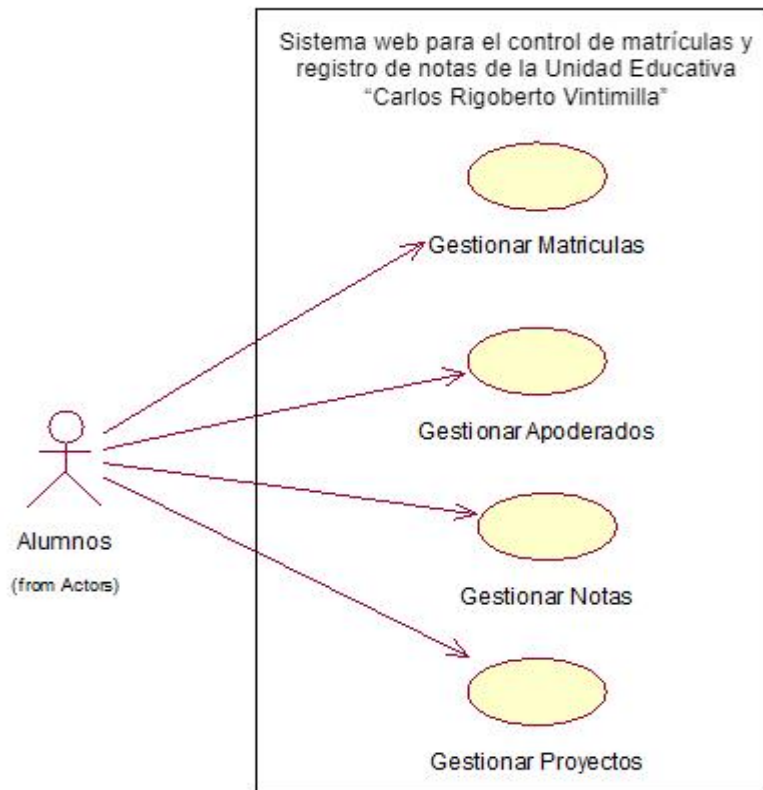 Sistema web para el control de matrículas y
registro de notas de la Unidad Educativa
“Carlos Rigoberto Vintimilla”
Gestionar Matriculas
Gestionar Apoderados
Alumnos
(from Actors)
Gestionar Notas
Gestionar Proyectos